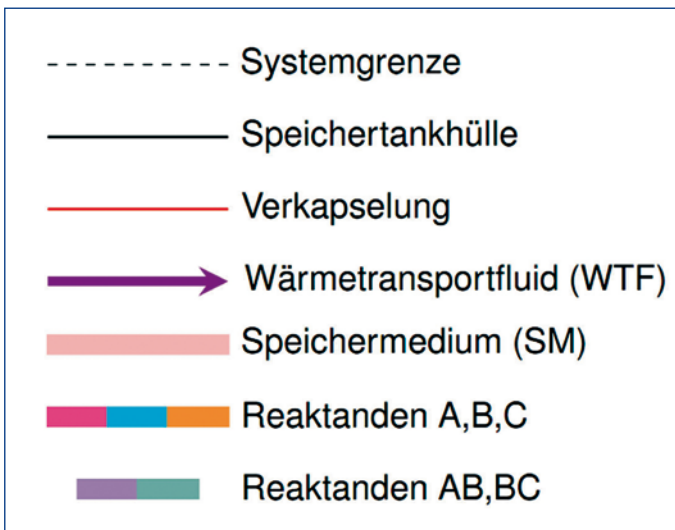 Systemgrenze
Speichertankhülle
Verkapselung
Wärmetransportfluid (WTF)
Speichermedium (SM)
Reaktanden A,B,C
Reaktanden AB,BC